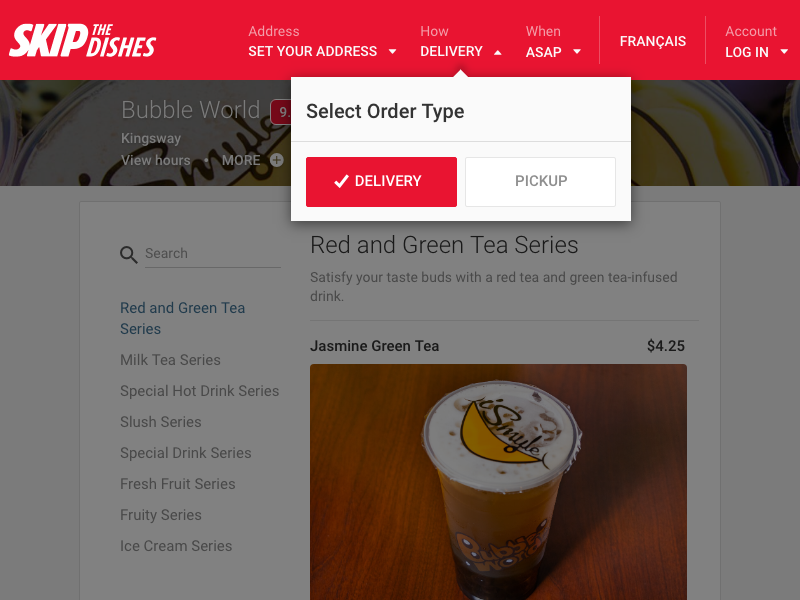 SKIP THE DISHES
Address
SET YOUR ADDRESS
How
DELIVERY
When
ASAP
FRANÇAIS
Account
LOG IN
Bubble World 9.
Kingsway
View hours • MORE
Select Order Type
DELIVERY
PICKUP
Search
Red and Green Tea
Series
Milk Tea Series
Special Hot Drink Series
Slush Series
Special Drink Series
Fresh Fruit Series
Fruity Series
Ice Cream Series
Red and Green Tea Series
Satisfy your taste buds with a red tea and green tea-infused
drink.
Jasmine Green Tea $4.25
Smyle
Bubble
World